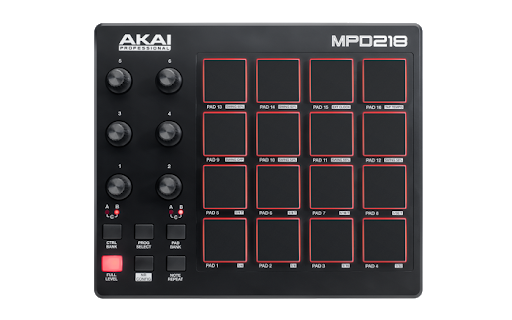 AKAI
PROFESSIONAL
MPD218
5 6
3 4
1 2
PAD 13 PAD 14 PAD 15 PAD 16
PAD 9 PAD 10 PAD 11 PAD 12
PAD 5 PAD 6 PAD 7 PAD 8
PAD 1 PAD 2 PAD 3 PAD 4
A B A B
C C
CTRL BANK
PROG SELECT
PAD BANK
FULL LEVEL
NR CONFIG
NOTE REPEAT